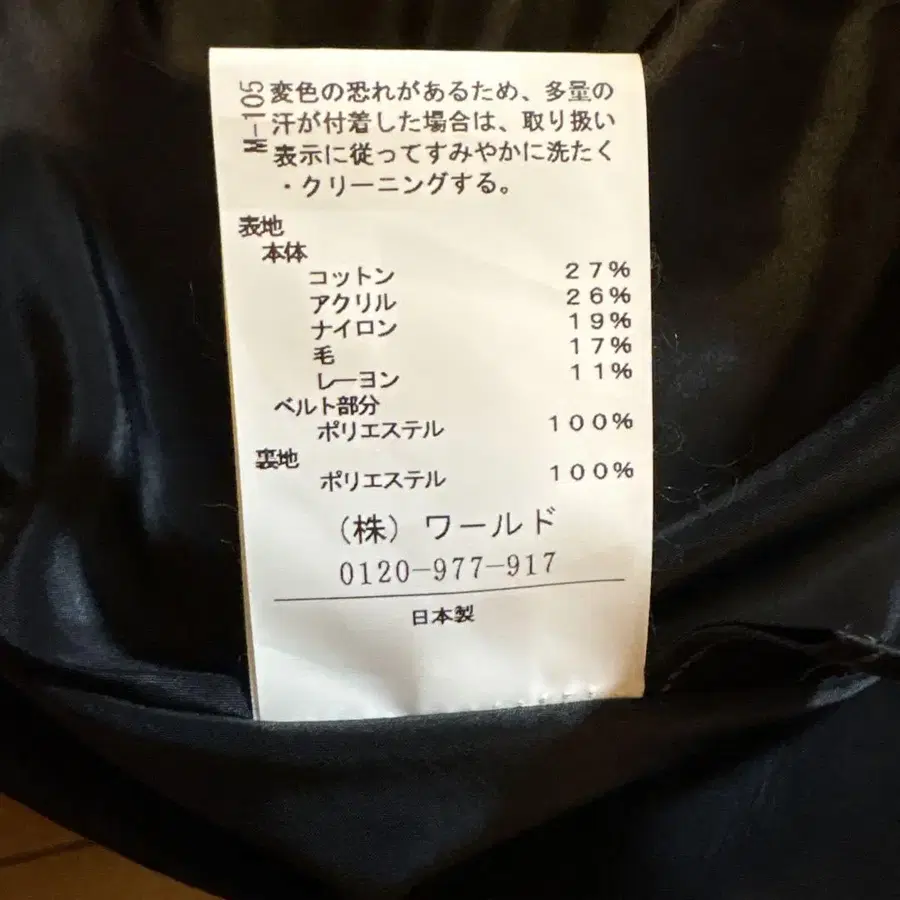 M-105
変色の恐れがあるため、多量の
汗が付着した場合は、取り扱い
表示に従ってすみやかに洗たく
・クリーニングする。
表地
本体
コットン 27%
アクリル 26%
ナイロン 19%
毛 17%
レーヨン 11%
ベルト部分
ポリエステル 100%
裏地
ポリエステル 100%
(株) ワールド
0120-977-917
日本製